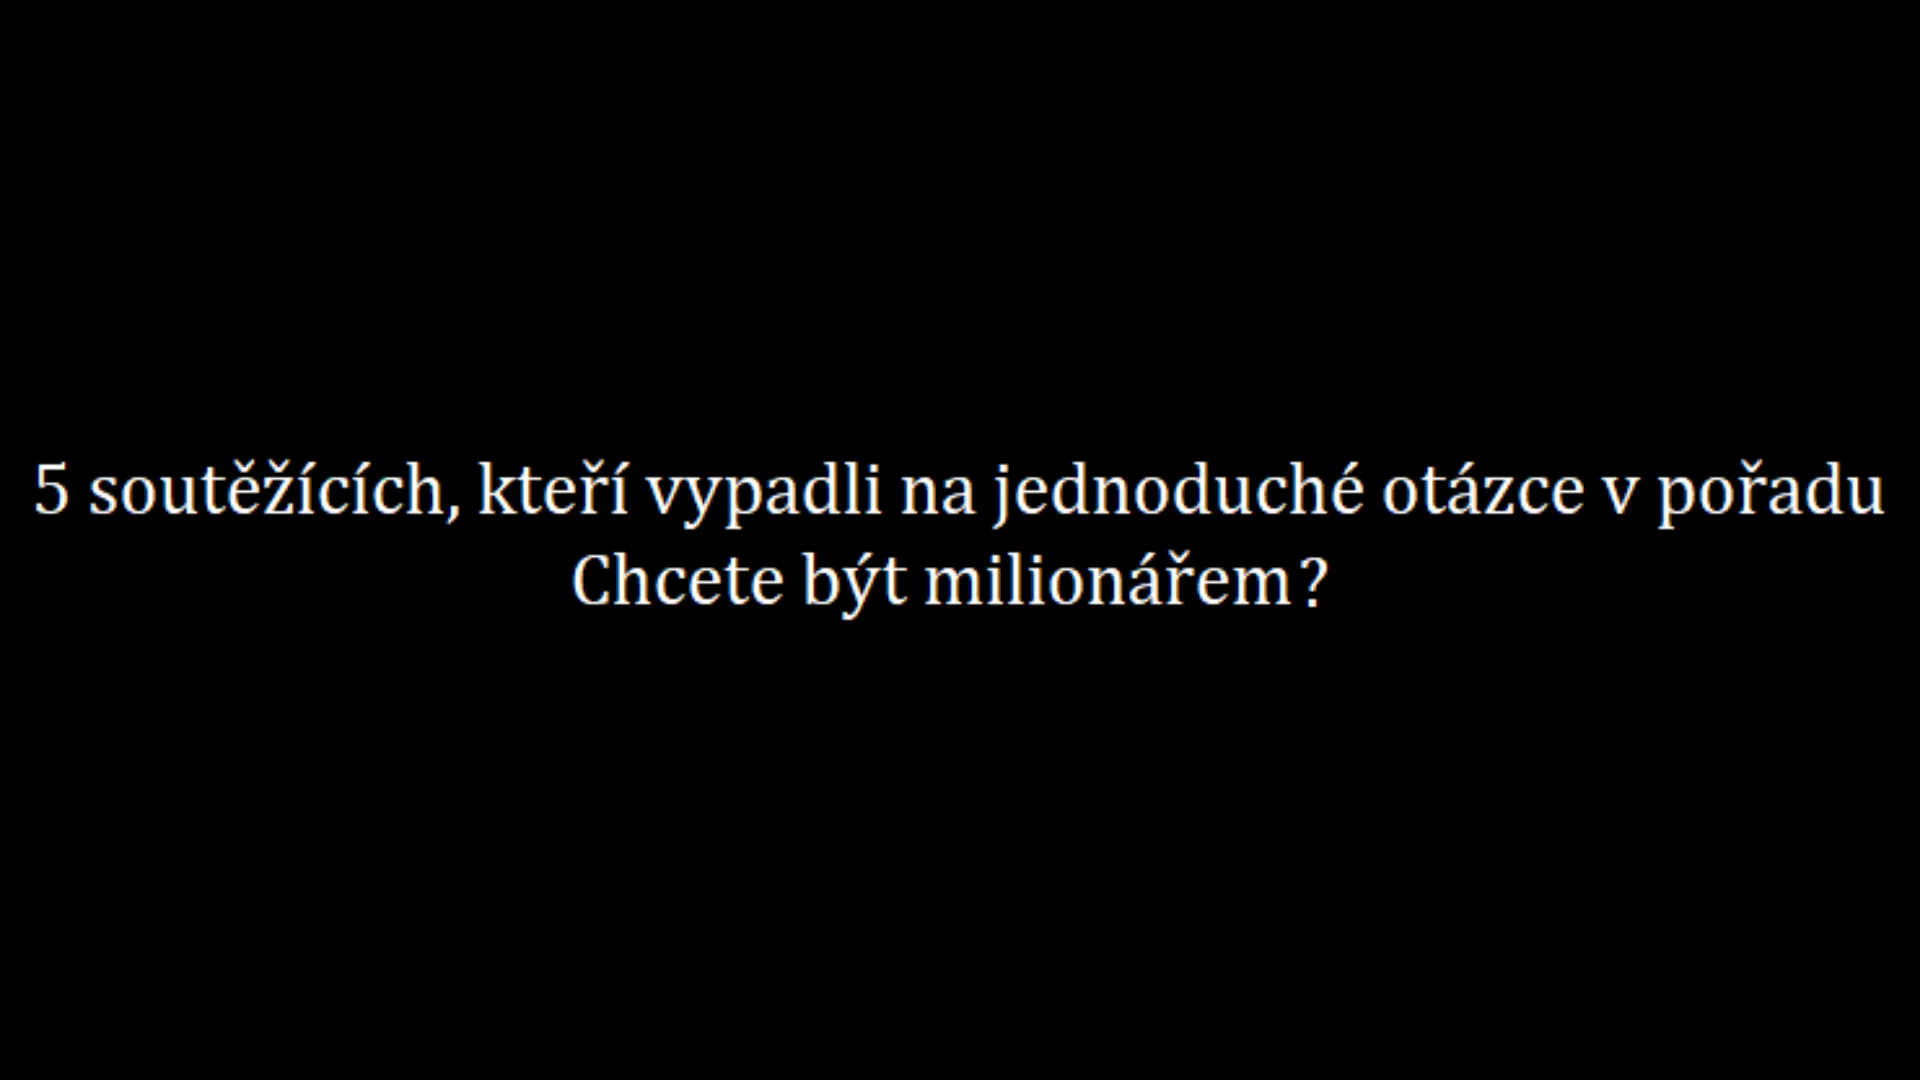 5 soutěžících, kteří vypadli na jednoduché otázce v pořadu
Chcete být milionářem?